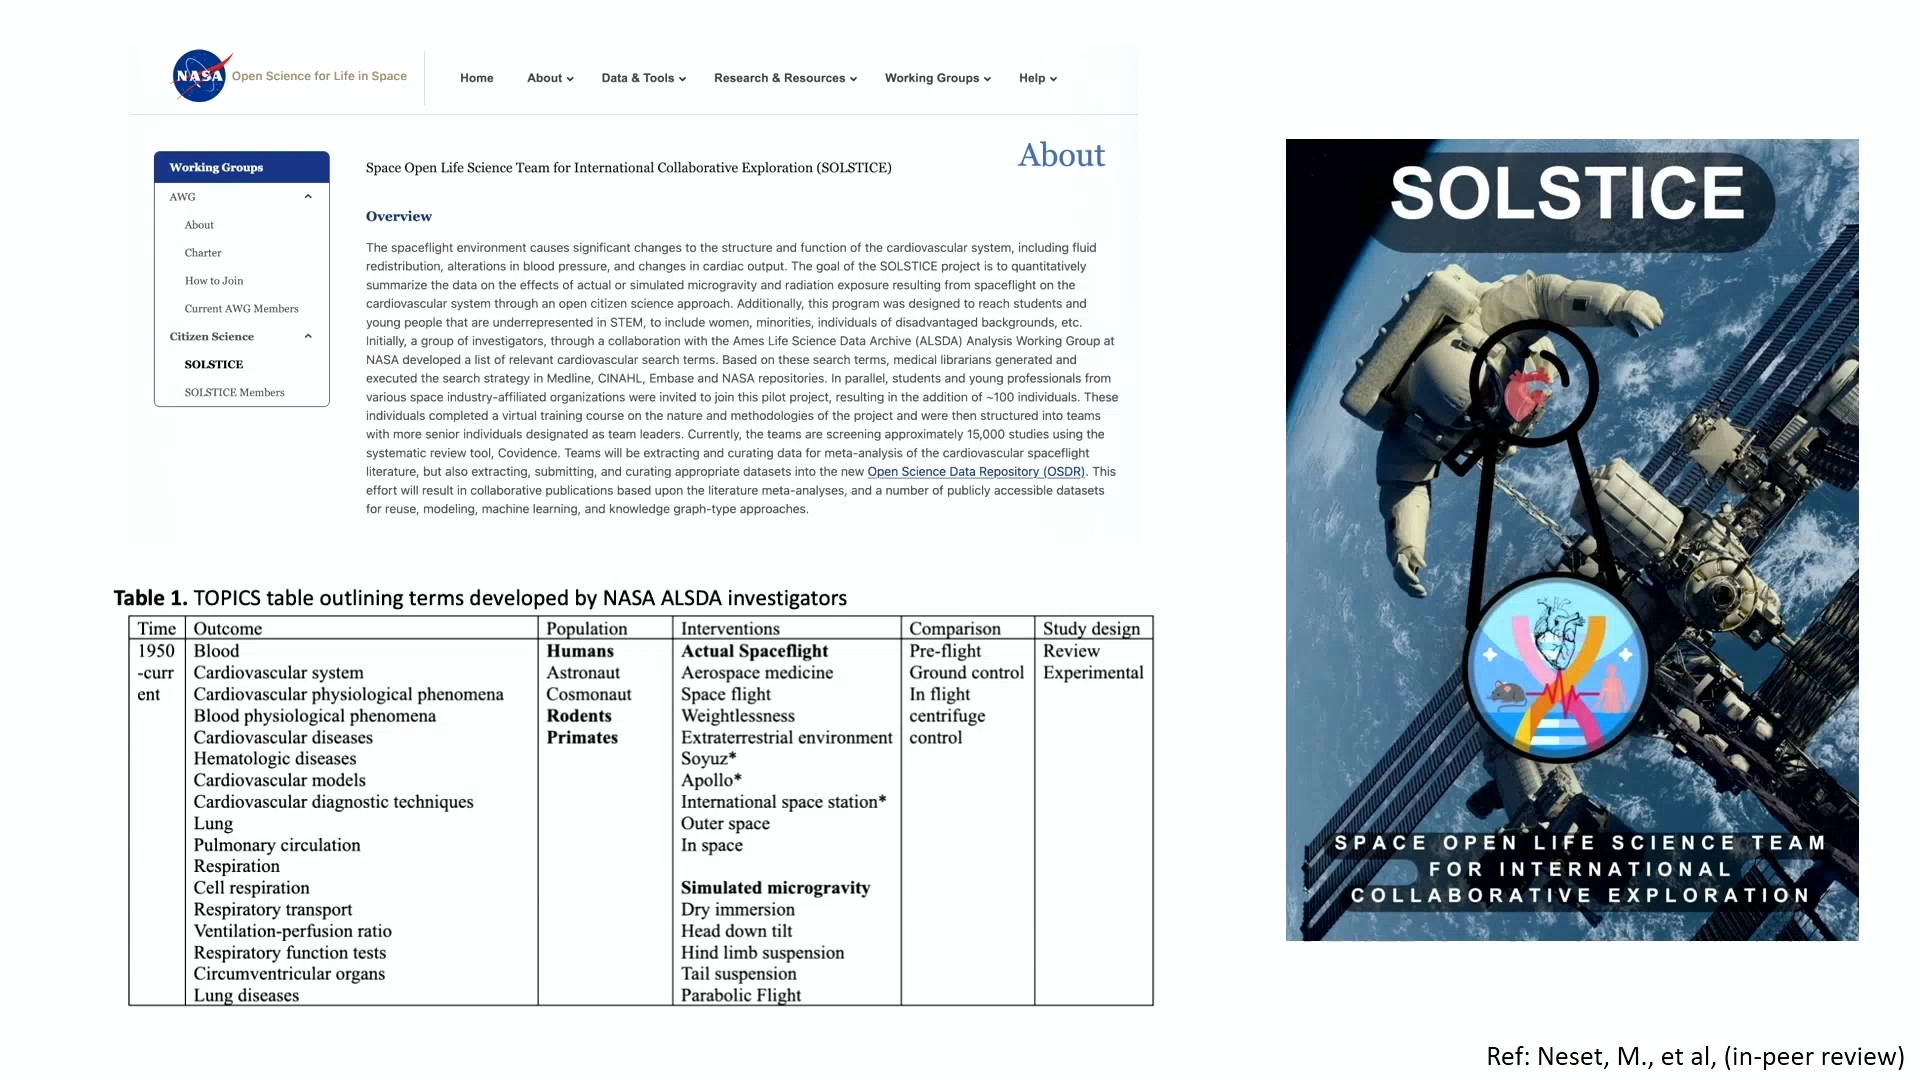 NASA Open Science for Life in Space
Home About Data & Tools Research & Resources Working Groups Help
Working Groups
AWG
About
Charter
How to Join
Current AWG Members
Citizen Science
SOLSTICE
SOLSTICE Members
About
Space Open Life Science Team for International Collaborative Exploration (SOLSTICE)
Overview
The spaceflight environment causes significant changes to the structure and function of the cardiovascular system, including fluid
redistribution, alterations in blood pressure, and changes in cardiac output. The goal of the SOLSTICE project is to quantitatively
summarize the data on the effects of actual or simulated microgravity and radiation exposure resulting from spaceflight on the
cardiovascular system through an open citizen science approach. Additionally, this program was designed to reach students and
young people that are underrepresented in STEM, to include women, minorities, individuals of disadvantaged backgrounds, etc.
Initially, a group of investigators, through a collaboration with the Ames Life Science Data Archive (ALSDA) Analysis Working Group at
NASA developed a list of relevant cardiovascular search terms. Based on these search terms, medical librarians generated and
executed the search strategy in Medline, CINAHL, Embase and NASA repositories. In parallel, students and young professionals from
various space industry-affiliated organizations were invited to join this pilot project, resulting in the addition of ~100 individuals. These
individuals completed a virtual training course on the nature and methodologies of the project and were then structured into teams
with more senior individuals designated as team leaders. Currently, the teams are screening approximately 15,000 studies using the
systematic review tool, Covidence. Teams will be extracting and curating data for meta-analysis of the cardiovascular spaceflight
literature, but also extracting, submitting, and curating appropriate datasets into the new Open Science Data Repository (OSDR). This
effort will result in collaborative publications based upon the literature meta-analyses, and a number of publicly accessible datasets
for reuse, modeling, machine learning, and knowledge graph-type approaches.
Table 1. TOPICS table outlining terms developed by NASA ALSDA investigators
Time Outcome Population Interventions Comparison Study design
1950 Blood Humans Actual Spaceflight Pre-flight Review
-curr Cardiovascular system Astronaut Aerospace medicine Ground control Experimental
ent Cardiovascular physiological phenomena Cosmonaut Space flight In flight
Blood physiological phenomena Rodents Weightlessness centrifuge
Cardiovascular diseases Primates Extraterrestrial environment control
Hematologic diseases Soyuz*
Cardiovascular models Apollo*
Cardiovascular diagnostic techniques International space station*
Lung Outer space
Pulmonary circulation In space
Respiration
Cell respiration Simulated microgravity
Respiratory transport Dry immersion
Ventilation-perfusion ratio Head down tilt
Respiratory function tests Hind limb suspension
Circumventricular organs Tail suspension
Lung diseases Parabolic Flight
SOLSTICE
SPACE OPEN LIFE SCIENCE TEAM
FOR INTERNATIONAL
COLLABORATIVE EXPLORATION
Ref: Neset, M., et al, (in-peer review)